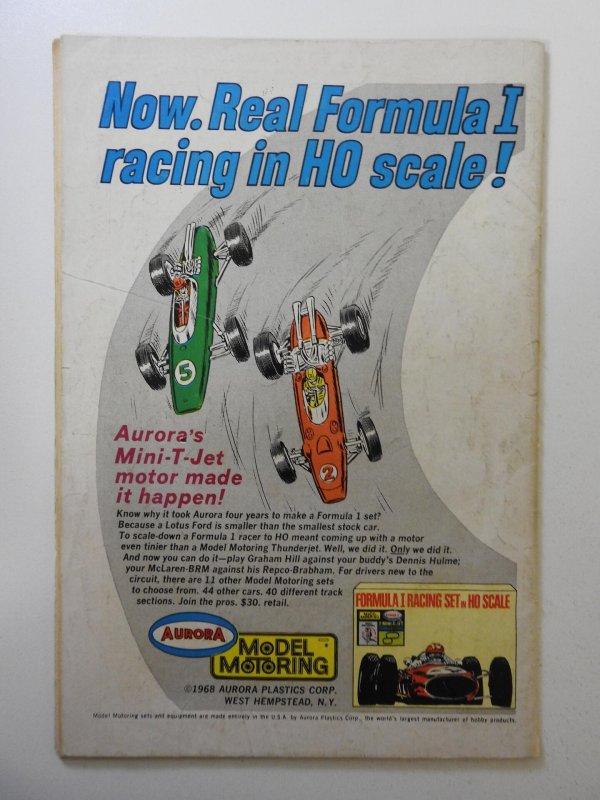 Now. Real Formula I
racing in HO scale!
5
2
Aurora's
Mini-T-Jet
motor made
it happen!
Know why it took Aurora four years to make a Formula 1 set?
Because a Lotus Ford is smaller than the smallest stock car.
To scale-down a Formula 1 racer to HO meant coming up with a motor
even tinier than a Model Motoring Thunderjet. Well, we did it. Only we did it.
And now you can do it—play Graham Hill against your buddy's Dennis Hulme;
your McLaren-BRM against his Repco-Brabham. For drivers new to the
circuit, there are 11 other Model Motoring sets
to choose from. 44 other cars. 40 different track
sections. Join the pros. $30. retail.
FORMULA I RACING SET IN HO SCALE
AURORA
MODEL
MOTORING
©1968 AURORA PLASTICS CORP.
WEST HEMPSTEAD, N.Y.
Model Motoring sets and equipment are made entirely in the U.S.A. by Aurora Plastics Corp., the world's largest manufacturer of hobby products.